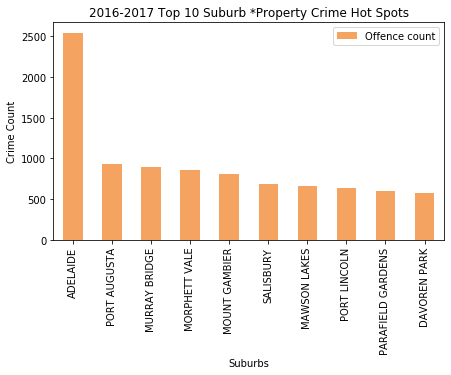 2016-2017 Top 10 Suburb *Property Crime Hot Spots
Offence count
Crime Count
2500
2000
1500
1000
500
0
ADELAIDE
PORT AUGUSTA
MURRAY BRIDGE
MORPHETT VALE
MOUNT GAMBIER
SALISBURY
MAWSON LAKES
PORT LINCOLN
PARAFIELD GARDENS
DAVOREN PARK
Suburbs